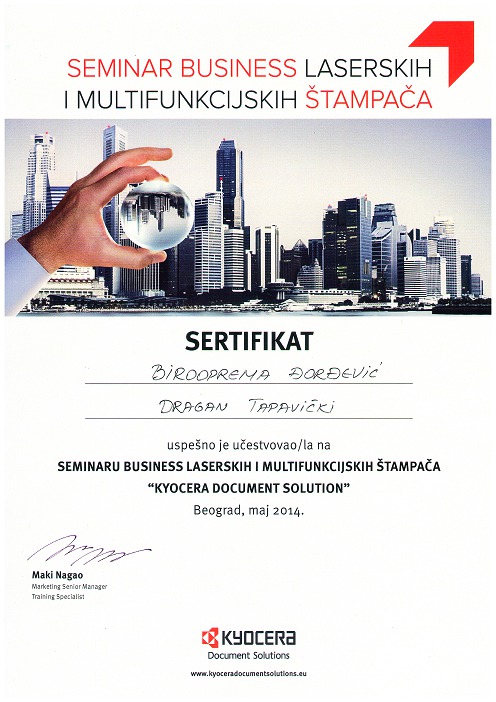 SEMINAR BUSINESS LASERSKIH
I MULTIFUNKCIJSKIH ŠTAMPAČA
SERTIFIKAT
BIROOPREMA ĐORĐEVIĆ
DRAGAN TAPAVIČKI
uspešno je učestvovao/la na
SEMINARU BUSINESS LASERSKIH I MULTIFUNKCIJSKIH ŠTAMPAČA
“KYOCERA DOCUMENT SOLUTION”
Beograd, maj 2014.
Maki Nagao
Marketing Senior Manager
Training Specialist
KYOCERA
Document Solutions
www.kyoceradocumentsolutions.eu